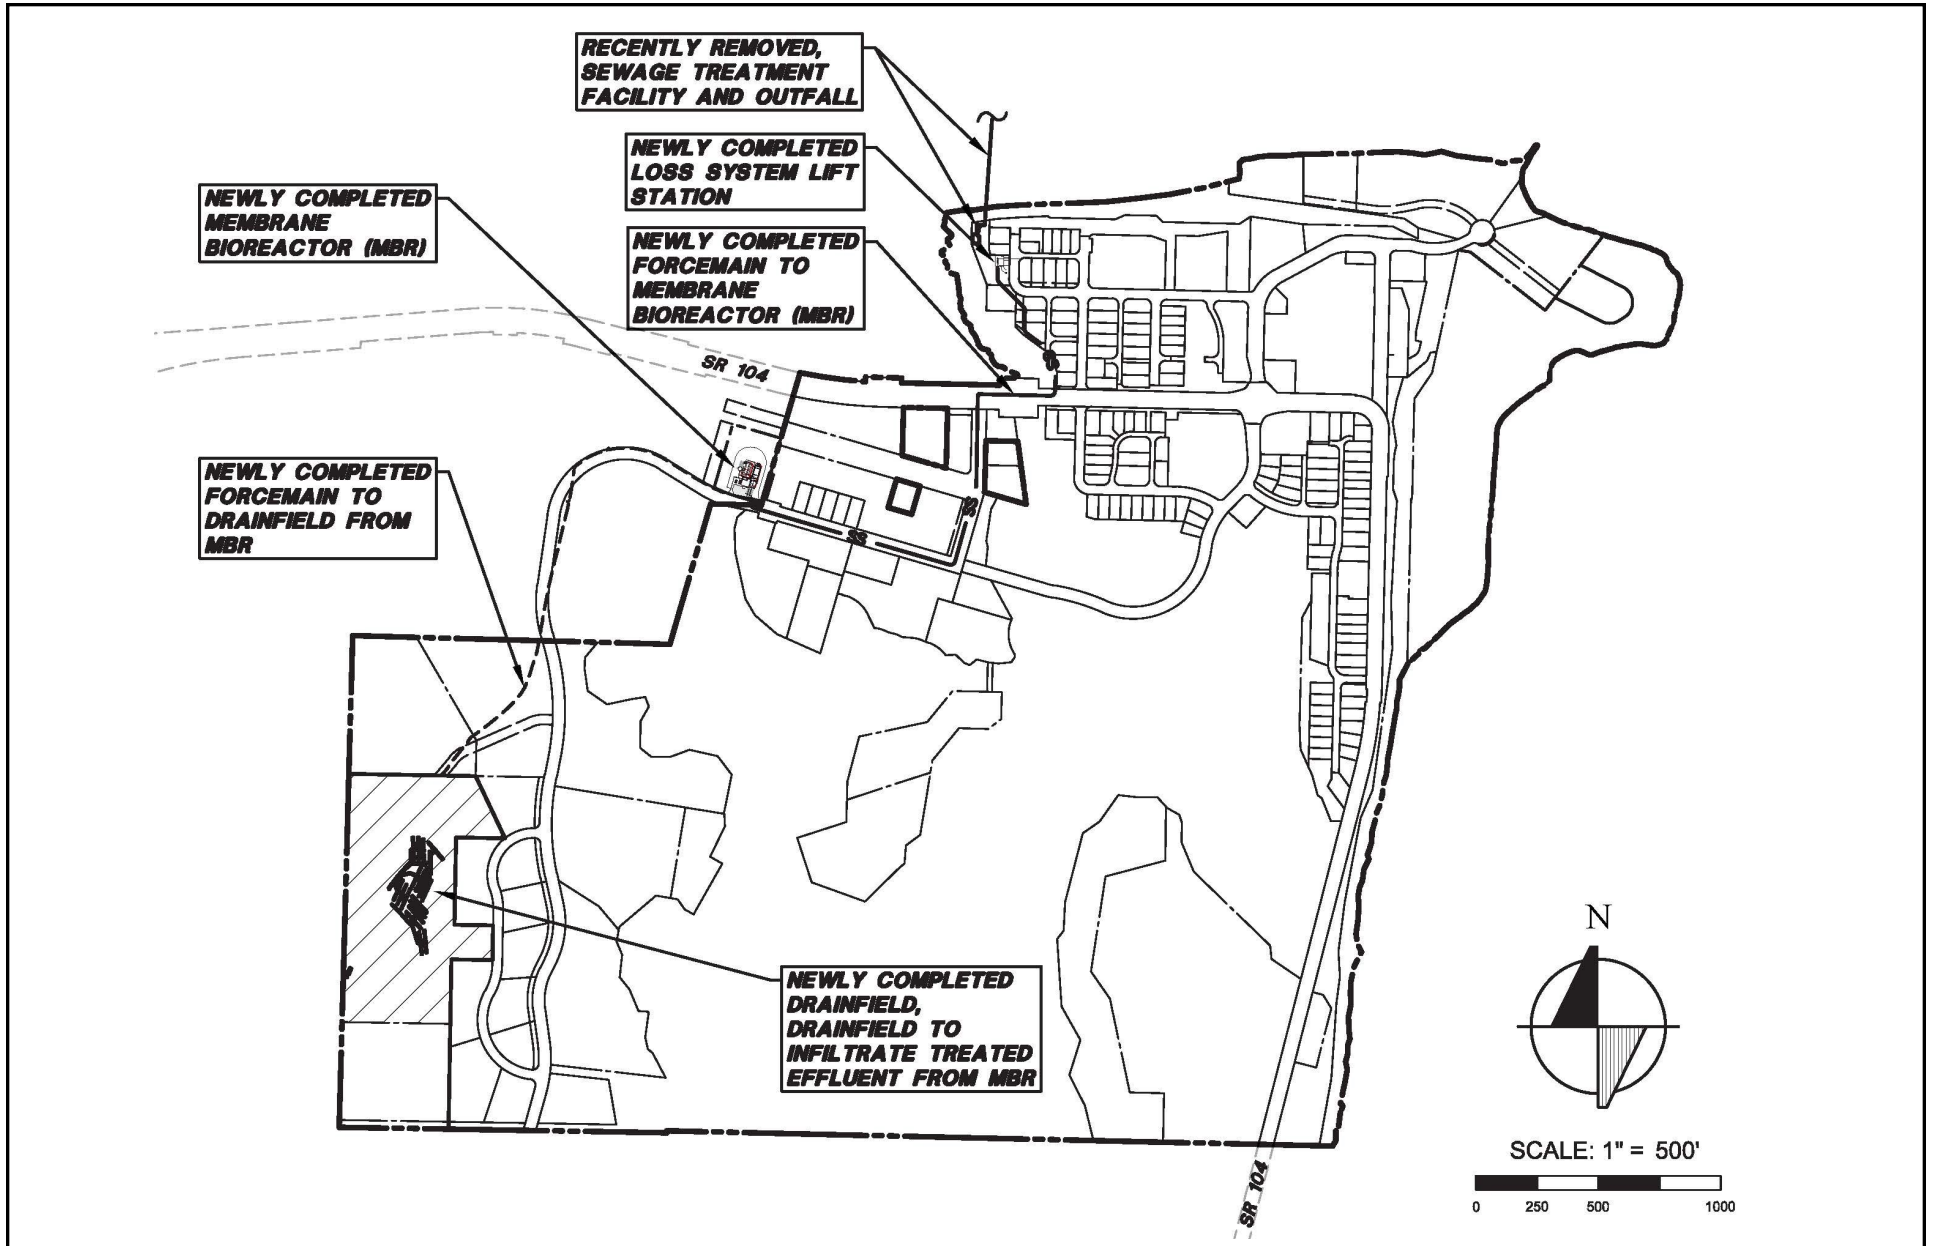 RECENTLY REMOVED,
SEWAGE TREATMENT
FACILITY AND OUTFALL
NEWLY COMPLETED
LOSS SYSTEM LIFT
STATION
NEWLY COMPLETED
MEMBRANE
BIOREACTOR (MBR)
NEWLY COMPLETED
FORCEMAIN TO
MEMBRANE
BIOREACTOR (MBR)
SR 104
SS
NEWLY COMPLETED
FORCEMAIN TO
DRAINFIELD FROM
MBR
SS
SS
NEWLY COMPLETED
DRAINFIELD,
DRAINFIELD TO
INFILTRATE TREATED
EFFLUENT FROM MBR
N
SCALE: 1" = 500'
0 250 500 1000
SR 104